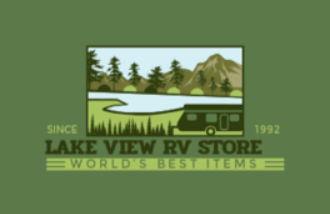 SINCE 1992
LAKE VIEW RV STORE
WORLD'S BEST ITEMS